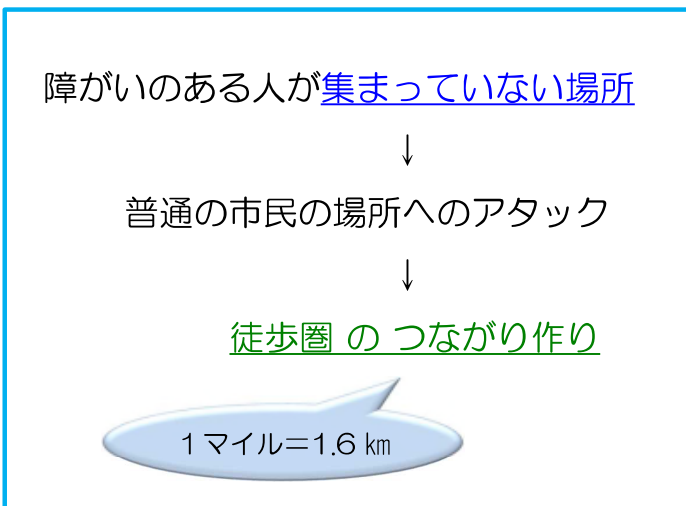 障がいのある人が集まっていない場所
↓
普通の市民の場所へのアタック
↓
徒歩圏 の つながり作り
1マイル＝1.6 ㎞